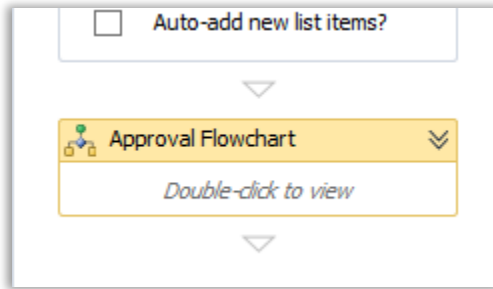 Auto-add new list items?
Approval Flowchart
Double-click to view